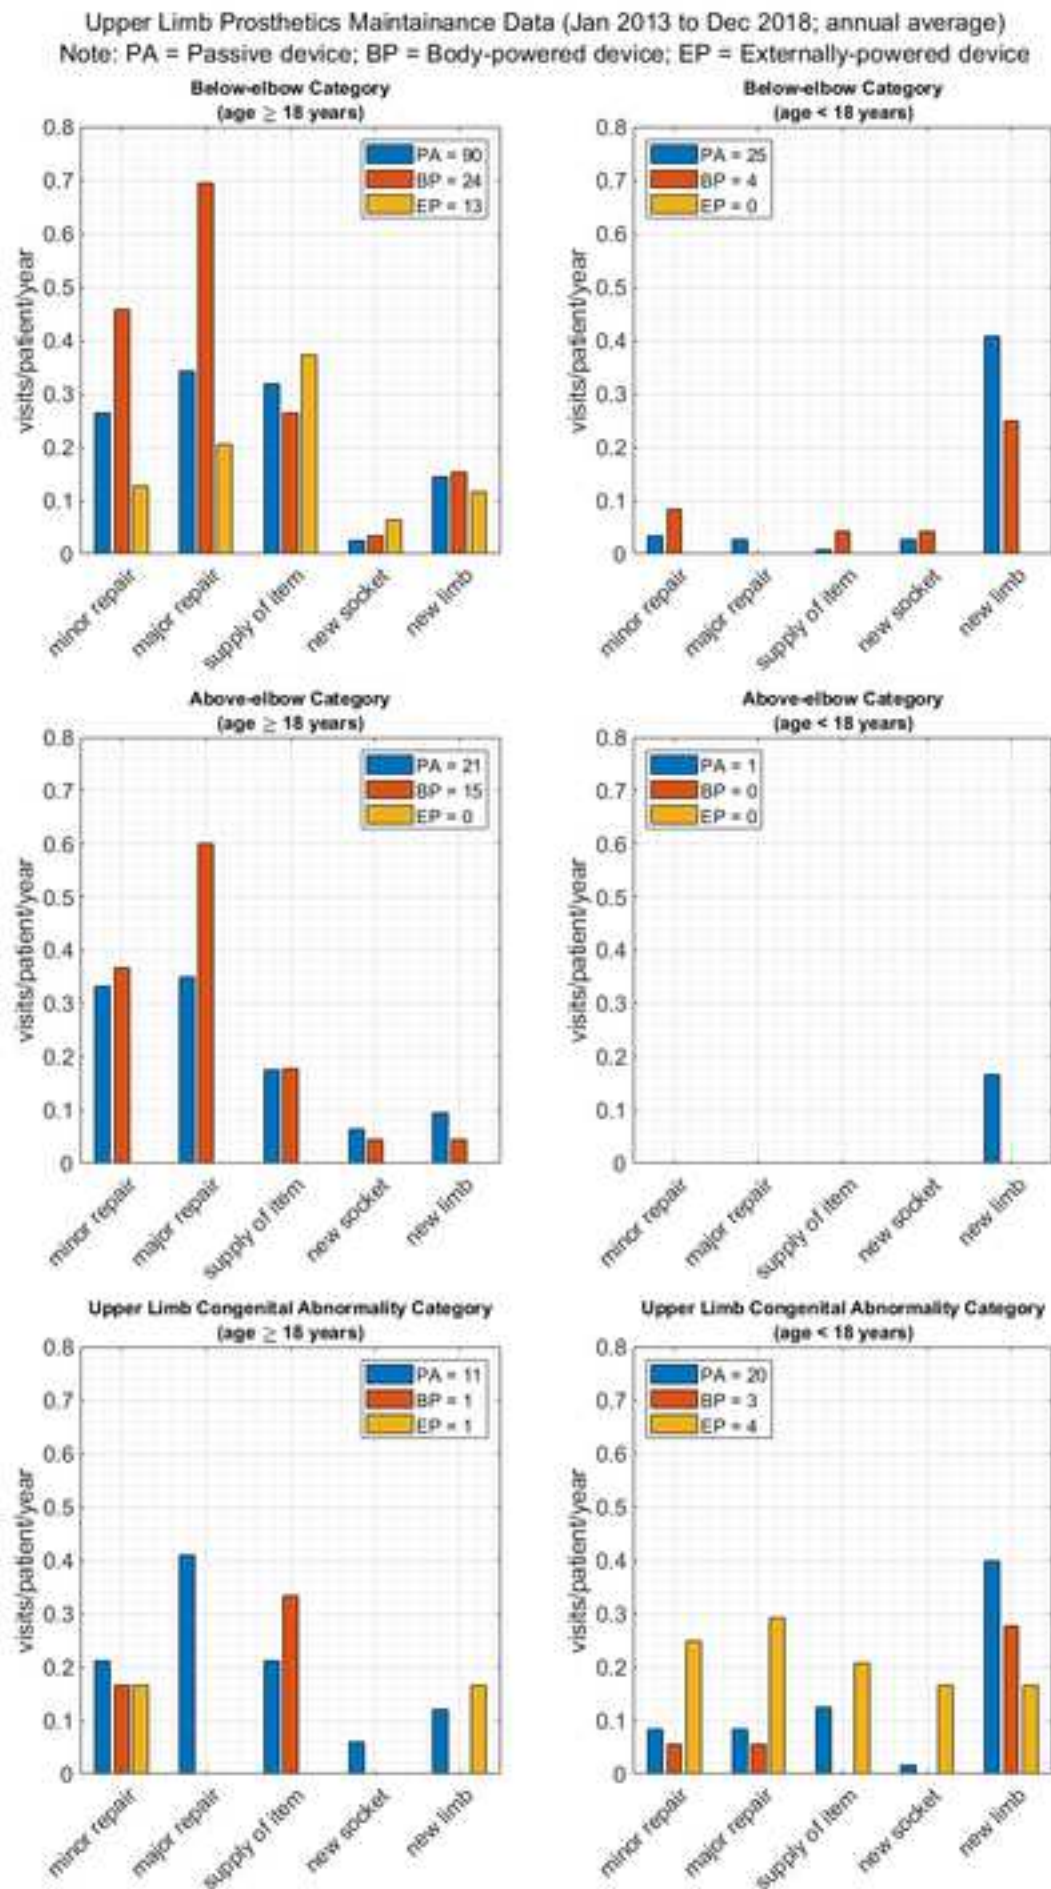 Upper Limb Prosthetics Maintainance Data (Jan 2013 to Dec 2018; annual average)
Note: PA = Passive device; BP = Body-powered device; EP = Externally-powered device
Below-elbow Category
(age ≥ 18 years)
0.8
0.7
0.6
0.5
0.4
0.3
0.2
0.1
0
visits/patient/year
PA = 90
BP = 24
EP = 13
minor repair
major repair
supply of item
new socket
new limb
Below-elbow Category
(age < 18 years)
0.8
0.7
0.6
0.5
0.4
0.3
0.2
0.1
0
visits/patient/year
PA = 25
BP = 4
EP = 0
minor repair
major repair
supply of item
new socket
new limb
Above-elbow Category
(age ≥ 18 years)
0.8
0.7
0.6
0.5
0.4
0.3
0.2
0.1
0
visits/patient/year
PA = 21
BP = 15
EP = 0
minor repair
major repair
supply of item
new socket
new limb
Above-elbow Category
(age < 18 years)
0.8
0.7
0.6
0.5
0.4
0.3
0.2
0.1
0
visits/patient/year
PA = 1
BP = 0
EP = 0
minor repair
major repair
supply of item
new socket
new limb
Upper Limb Congenital Abnormality Category
(age ≥ 18 years)
0.8
0.7
0.6
0.5
0.4
0.3
0.2
0.1
0
visits/patient/year
PA = 11
BP = 1
EP = 1
minor repair
major repair
supply of item
new socket
new limb
Upper Limb Congenital Abnormality Category
(age < 18 years)
0.8
0.7
0.6
0.5
0.4
0.3
0.2
0.1
0
visits/patient/year
PA = 20
BP = 3
EP = 4
minor repair
major repair
supply of item
new socket
new limb